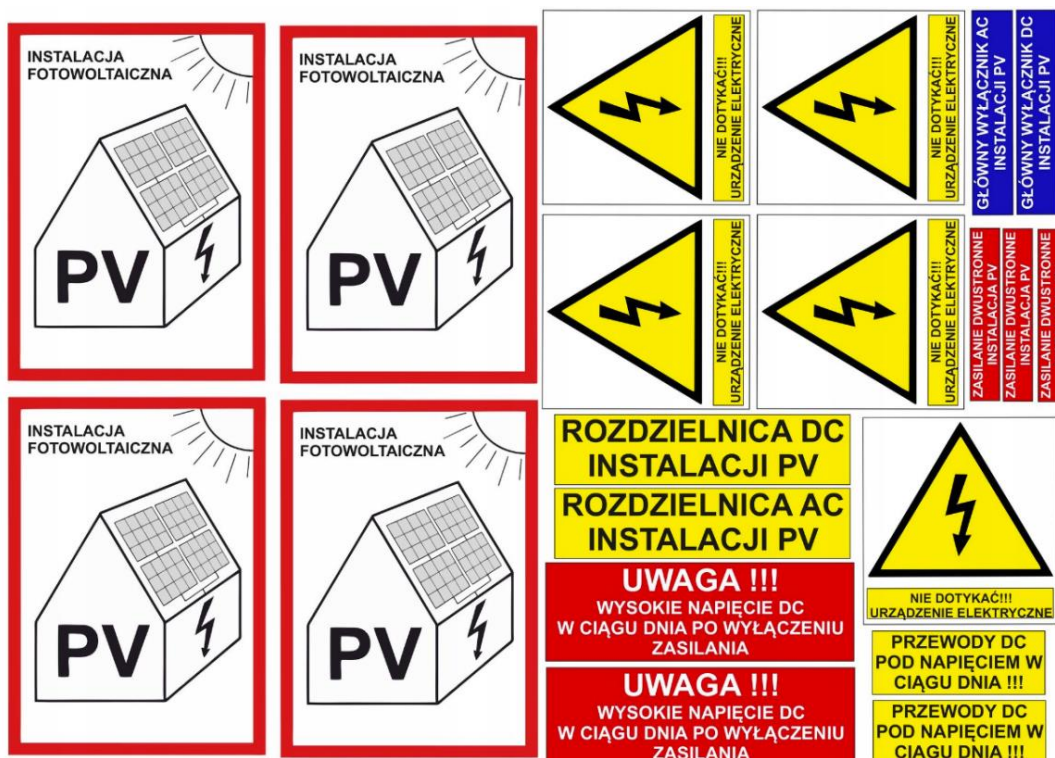 INSTALACJA
FOTOWOLTAICZNA
PV
INSTALACJA
FOTOWOLTAICZNA
PV
NIE DOTYKAĆ!!!
URZĄDZENIE ELEKTRYCZNE
NIE DOTYKAĆ!!!
URZĄDZENIE ELEKTRYCZNE
GŁÓWNY WYŁĄCZNIK AC
INSTALACJI PV
GŁÓWNY WYŁĄCZNIK DC
INSTALACJI PV
NIE DOTYKAĆ!!!
URZĄDZENIE ELEKTRYCZNE
NIE DOTYKAĆ!!!
URZĄDZENIE ELEKTRYCZNE
ZASILANIE DWUSTRONNE
INSTALACJA PV
ZASILANIE DWUSTRONNE
INSTALACJA PV
ZASILANIE DWUSTRONNE
INSTALACJA
FOTOWOLTAICZNA
PV
INSTALACJA
FOTOWOLTAICZNA
PV
ROZDZIELNICA DC
INSTALACJI PV
ROZDZIELNICA AC
INSTALACJI PV
UWAGA !!!
WYSOKIE NAPIĘCIE DC
W CIĄGU DNIA PO WYŁĄCZENIU
ZASILANIA
UWAGA !!!
WYSOKIE NAPIĘCIE DC
W CIĄGU DNIA PO WYŁĄCZENIU
ZASILANIA
NIE DOTYKAĆ!!!
URZĄDZENIE ELEKTRYCZNE
PRZEWODY DC
POD NAPIĘCIEM W
CIĄGU DNIA !!!
PRZEWODY DC
POD NAPIĘCIEM W
CIĄGU DNIA !!!